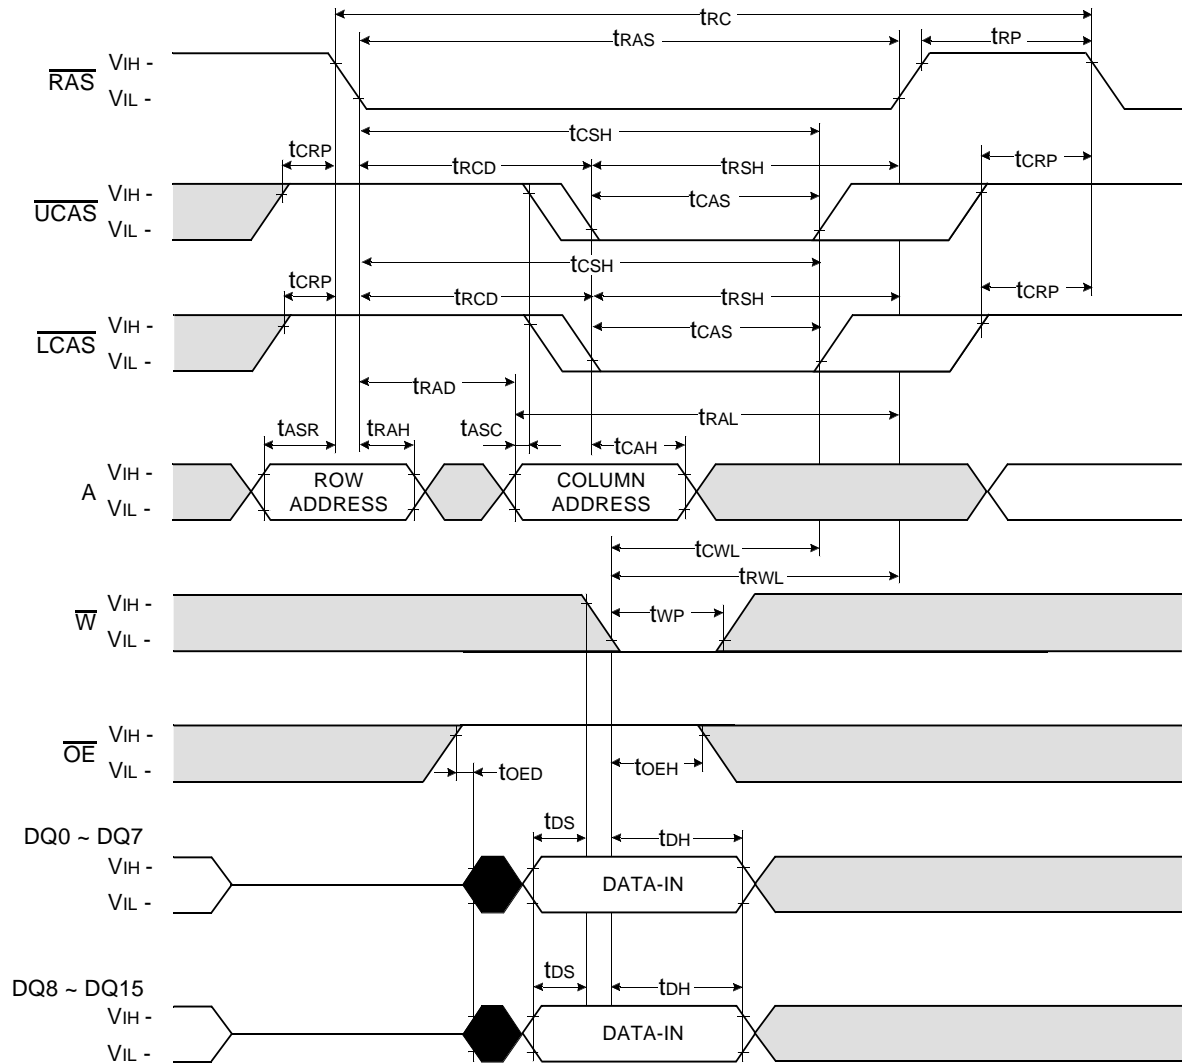 tRC
tRAS
tRP
RAS
VIH -
VIL -
tCSH
tCRP
tRCD
tRSH
tCRP
UCAS
VIH -
VIL -
tCAS
tCSH
tCRP
tRCD
tRSH
tCRP
LCAS
VIH -
VIL -
tCAS
tRAD
tRAL
tASR
tRAH
tASC
tCAH
A
VIH -
VIL -
ROW
ADDRESS
COLUMN
ADDRESS
tCWL
tRWL
W
VIH -
VIL -
tWP
OE
VIH -
VIL -
tOED
tOEH
DQ0 ~ DQ7
VIH -
VIL -
tDS
tDH
DATA-IN
DQ8 ~ DQ15
VIH -
VIL -
tDS
tDH
DATA-IN